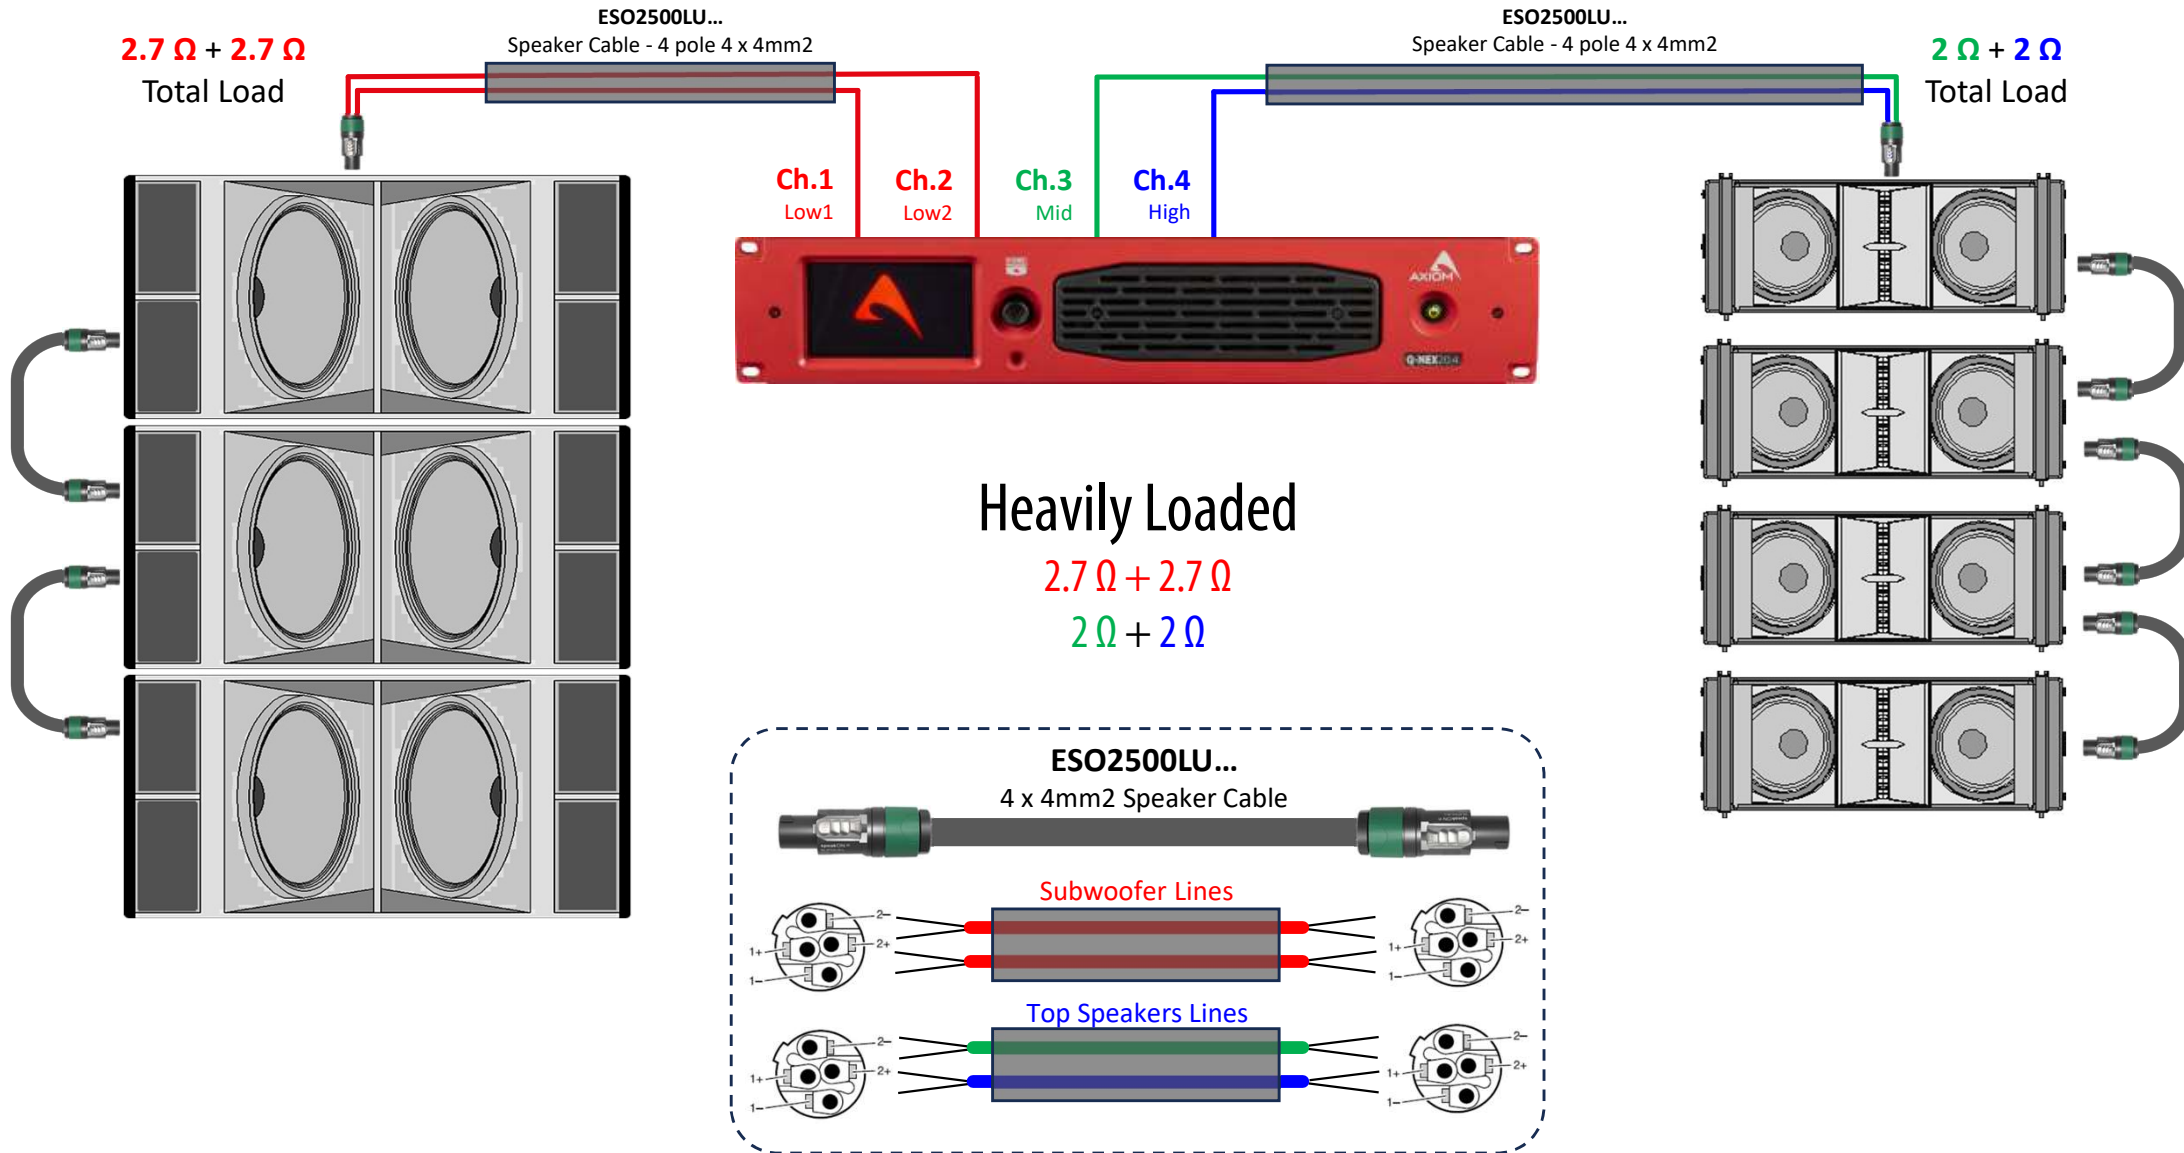 ESO2500LU...
Speaker Cable - 4 pole 4 x 4mm2
2.7 Ω + 2.7 Ω
Total Load
ESO2500LU...
Speaker Cable - 4 pole 4 x 4mm2
2 Ω + 2 Ω
Total Load
Ch.1
Low1
Ch.2
Low2
Ch.3
Mid
Ch.4
High
AXIOM
Heavily Loaded
2.7 Ω + 2.7 Ω
2 Ω + 2 Ω
ESO2500LU...
4 x 4mm2 Speaker Cable
Subwoofer Lines
2–
1+
2+
1–
2–
1+
2+
1–
Top Speakers Lines
2–
1+
2+
1–
2–
1+
2+
1–